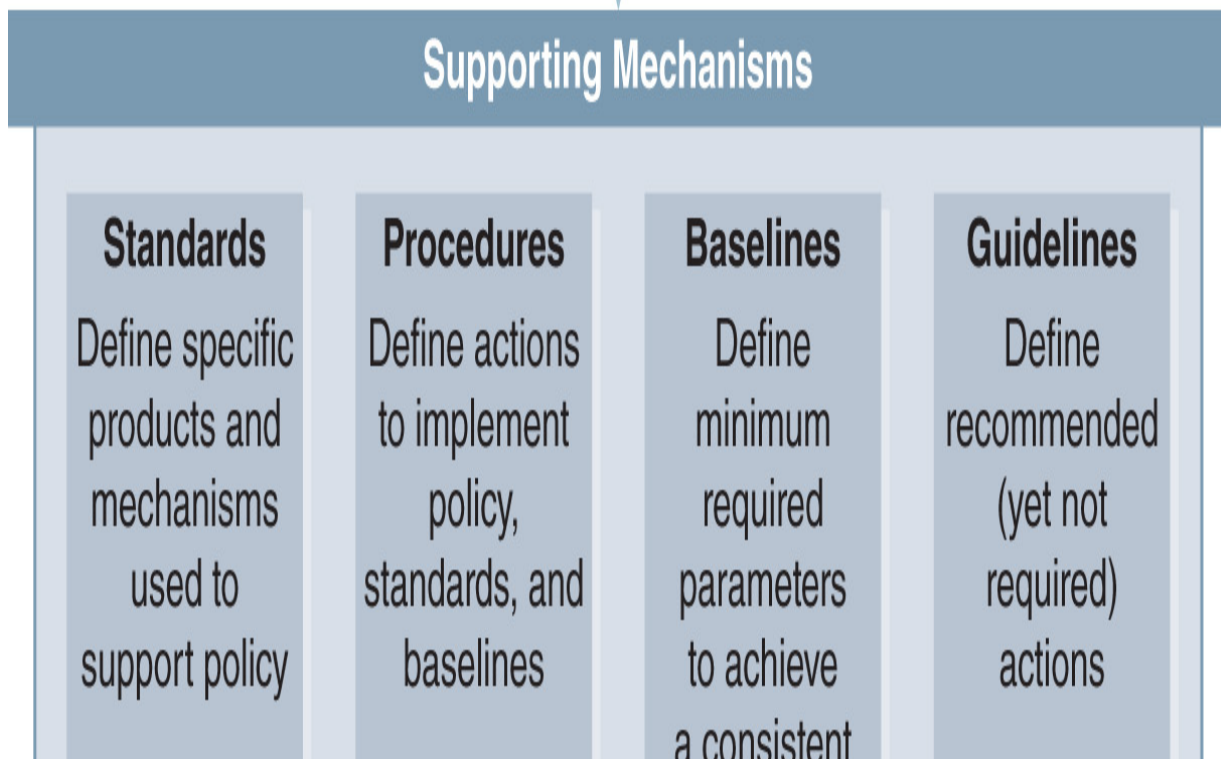 Supporting Mechanisms
Standards
Define specific
products and
mechanisms
used to
support policy
Procedures
Define actions
to implement
policy,
standards, and
baselines
Baselines
Define
minimum
required
parameters
to achieve
a consistent
Guidelines
Define
recommended
(yet not
required)
actions